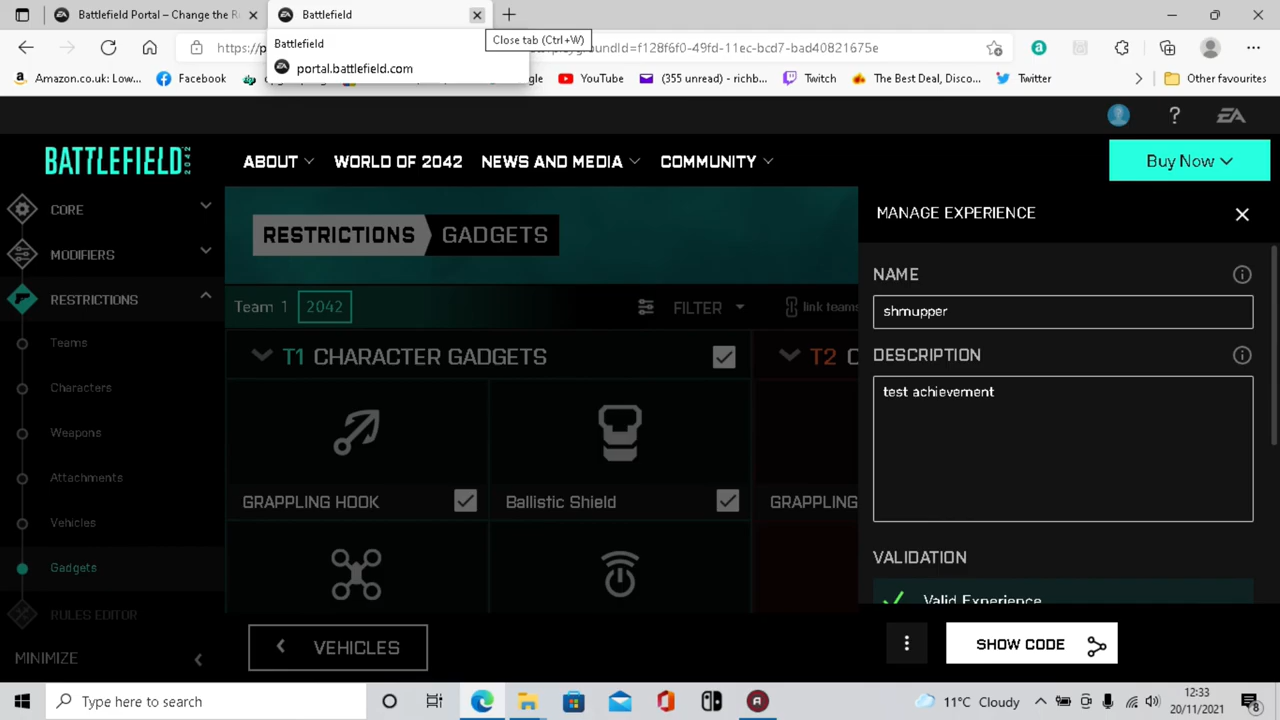 Battlefield Portal – Change the R
Battlefield
Close tab (Ctrl+W)
Battlefield
portal.battlefield.com
https://p
playgroundId=f128f6f0-49fd-11ec-bcd7-bad40821675e
Amazon.co.uk: Low...
Facebook
YouTube
(355 unread) - richb...
Twitch
The Best Deal, Disco...
Twitter
Other favourites
?
EA
BATTLEFIELD 2042
ABOUT
WORLD OF 2042
NEWS AND MEDIA
COMMUNITY
Buy Now
CORE
MODIFIERS
RESTRICTIONS
Teams
Characters
Weapons
Attachments
Vehicles
Gadgets
RULES EDITOR
MINIMIZE
RESTRICTIONS
GADGETS
Team 1
2042
FILTER
link teams
T1 CHARACTER GADGETS
T2 C
GRAPPLING HOOK
Ballistic Shield
GRAPPLING
VEHICLES
MANAGE EXPERIENCE
NAME
shmupper
DESCRIPTION
test achievement
VALIDATION
Valid Experience
SHOW CODE
Type here to search
11°C Cloudy
12:33
20/11/2021
8